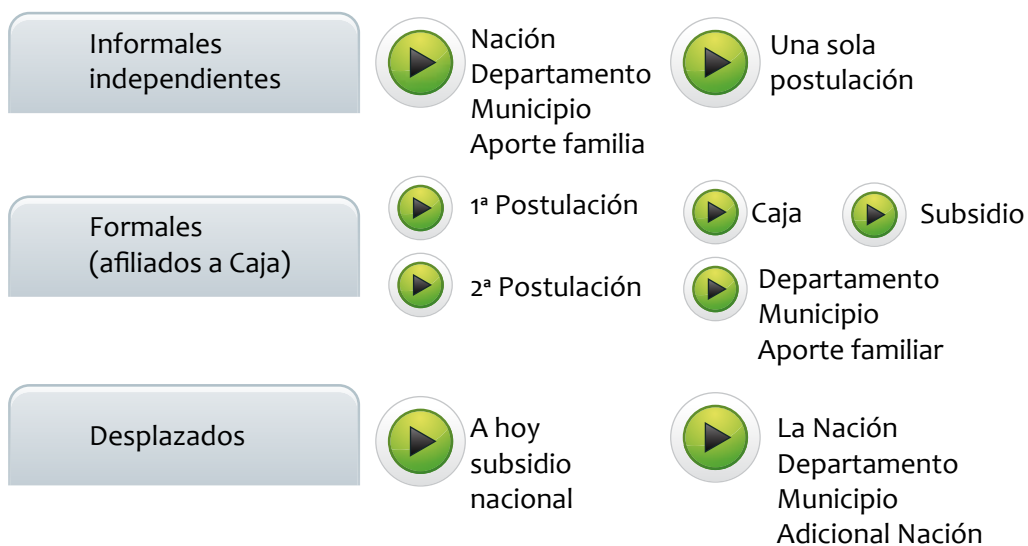 Informales
independientes
Nación
Departamento
Municipio
Aporte familia
Una sola
postulación
Formales
(afiliados a Caja)
1ª Postulación
Caja
Subsidio
2ª Postulación
Departamento
Municipio
Aporte familiar
Desplazados
A hoy
subsidio
nacional
La Nación
Departamento
Municipio
Adicional Nación